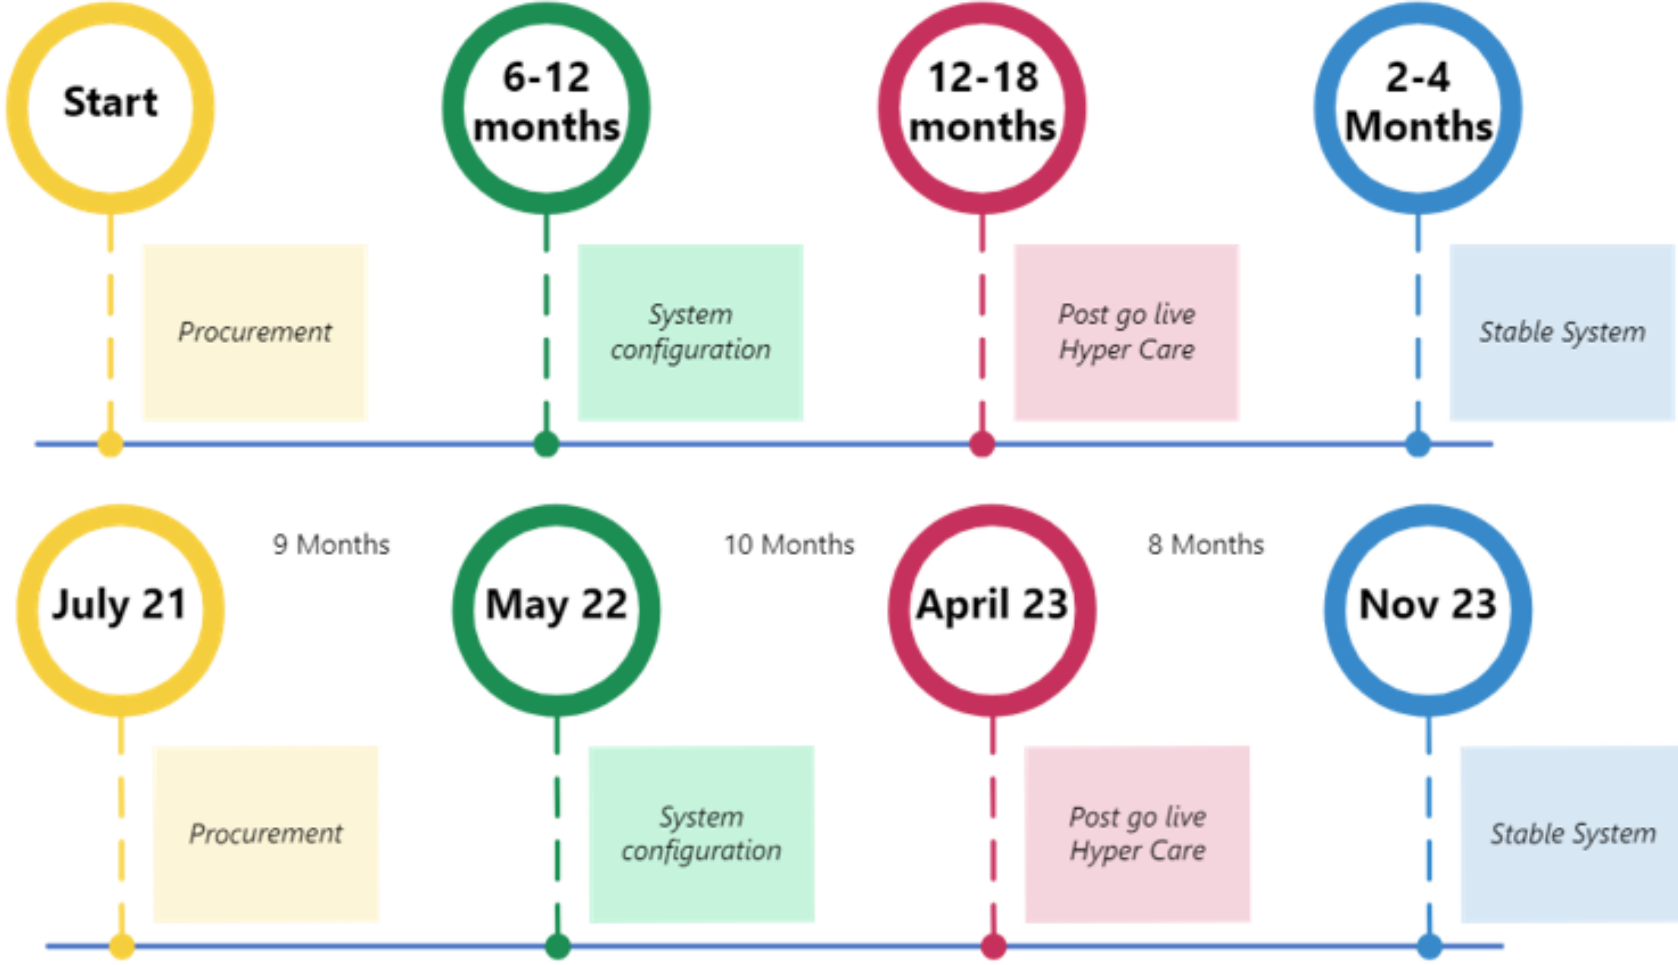 Start
6-12
months
12-18
months
2-4
Months
Procurement
System
configuration
Post go live
Hyper Care
Stable System
9 Months
10 Months
8 Months
July 21
May 22
April 23
Nov 23
Procurement
System
configuration
Post go live
Hyper Care
Stable System